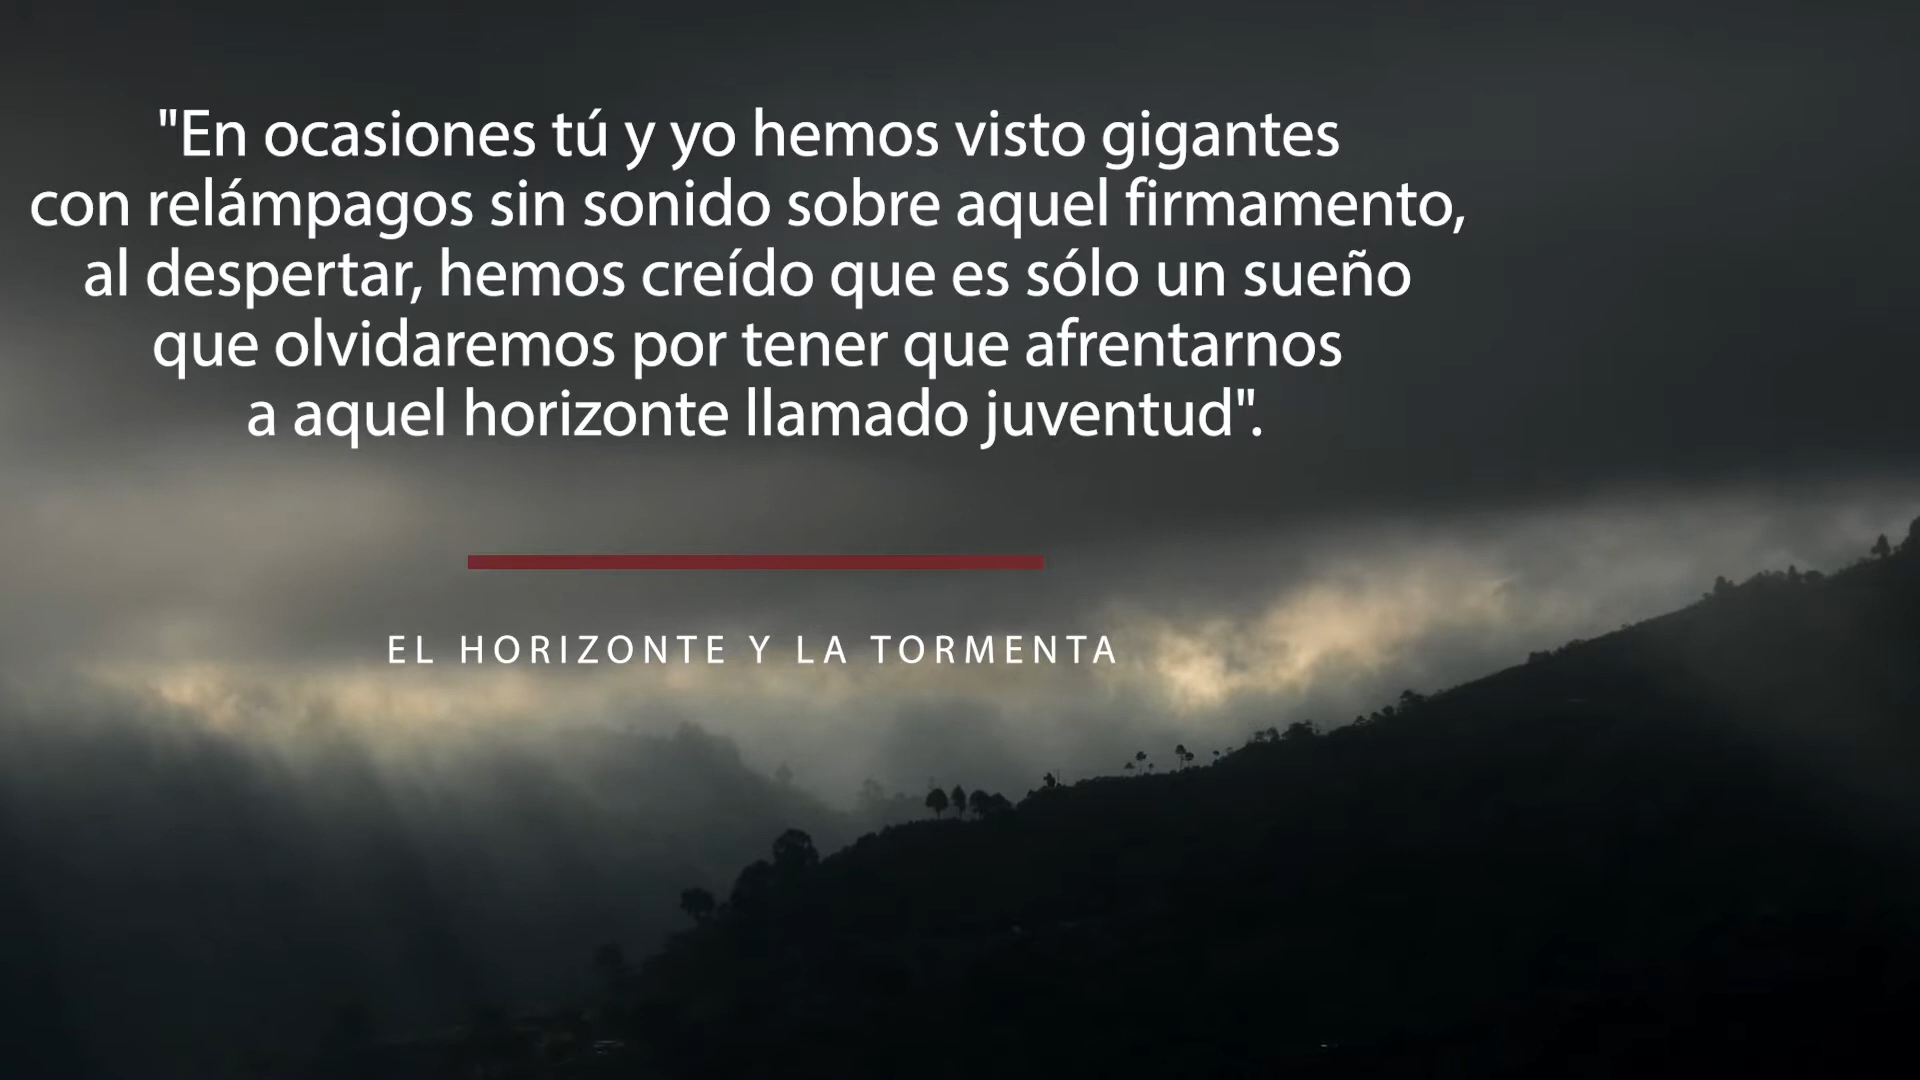 "En ocasiones tú y yo hemos visto gigantes
con relámpagos sin sonido sobre aquel firmamento,
al despertar, hemos creído que es sólo un sueño
que olvidaremos por tener que afrentarnos
a aquel horizonte llamado juventud".
EL HORIZONTE Y LA TORMENTA